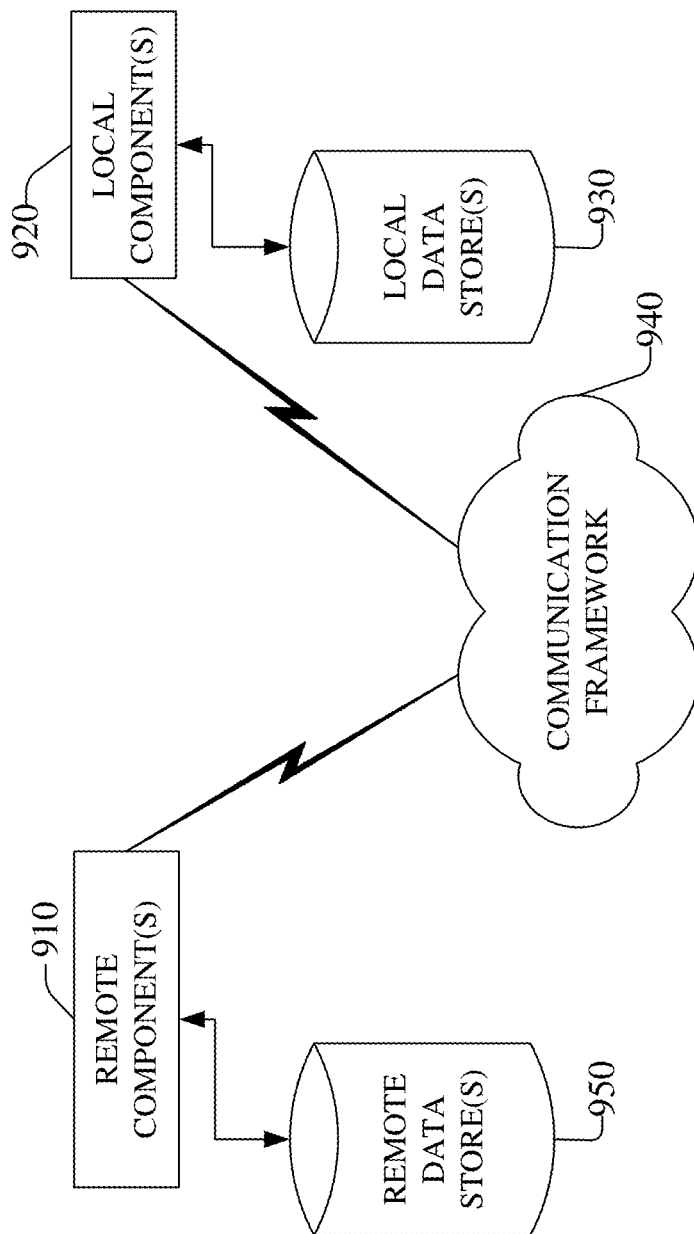 910
REMOTE
COMPONENT(S)
920
LOCAL
COMPONENT(S)
REMOTE
DATA
STORE(S)
950
COMMUNICATION
FRAMEWORK
940
LOCAL
DATA
STORE(S)
930